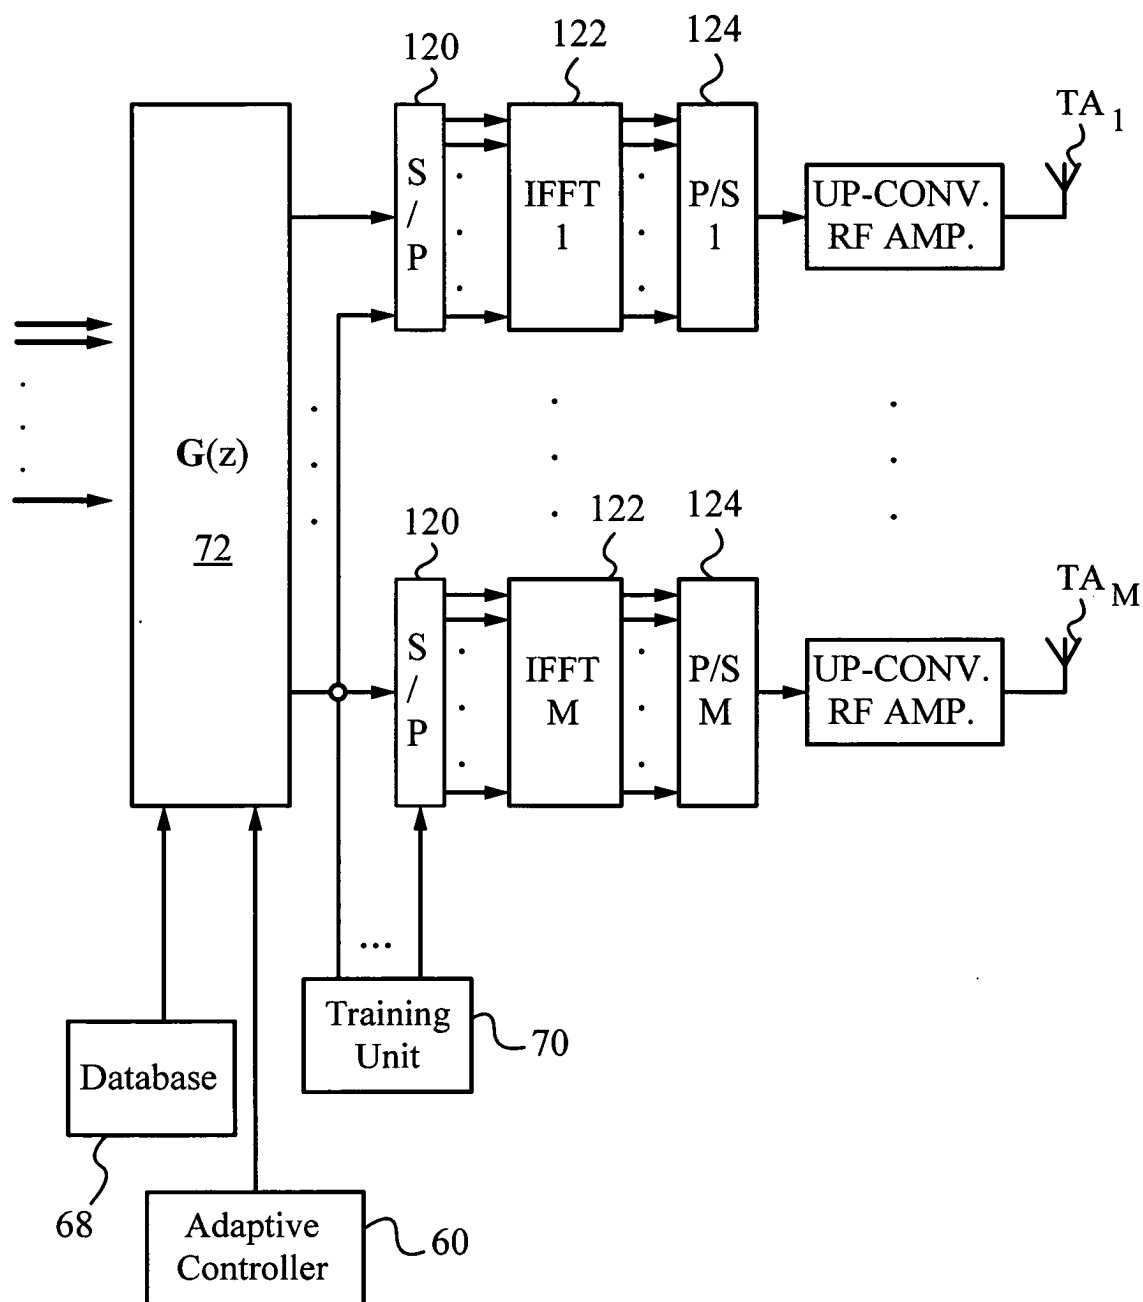 120
122
124
TA 1
S
/
P
IFFT
1
P/S
1
UP-CONV.
RF AMP.
G(z)
72
120
122
124
TA M
S
/
P
IFFT
M
P/S
M
UP-CONV.
RF AMP.
...
Training
Unit
70
Database
68
Adaptive
Controller
60